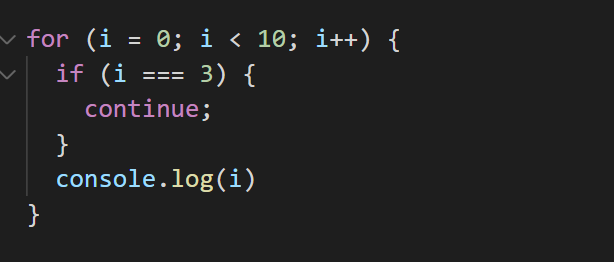 for (i = 0; i < 10; i++) {
  if (i === 3) {
    continue;
  }
  console.log(i)
}